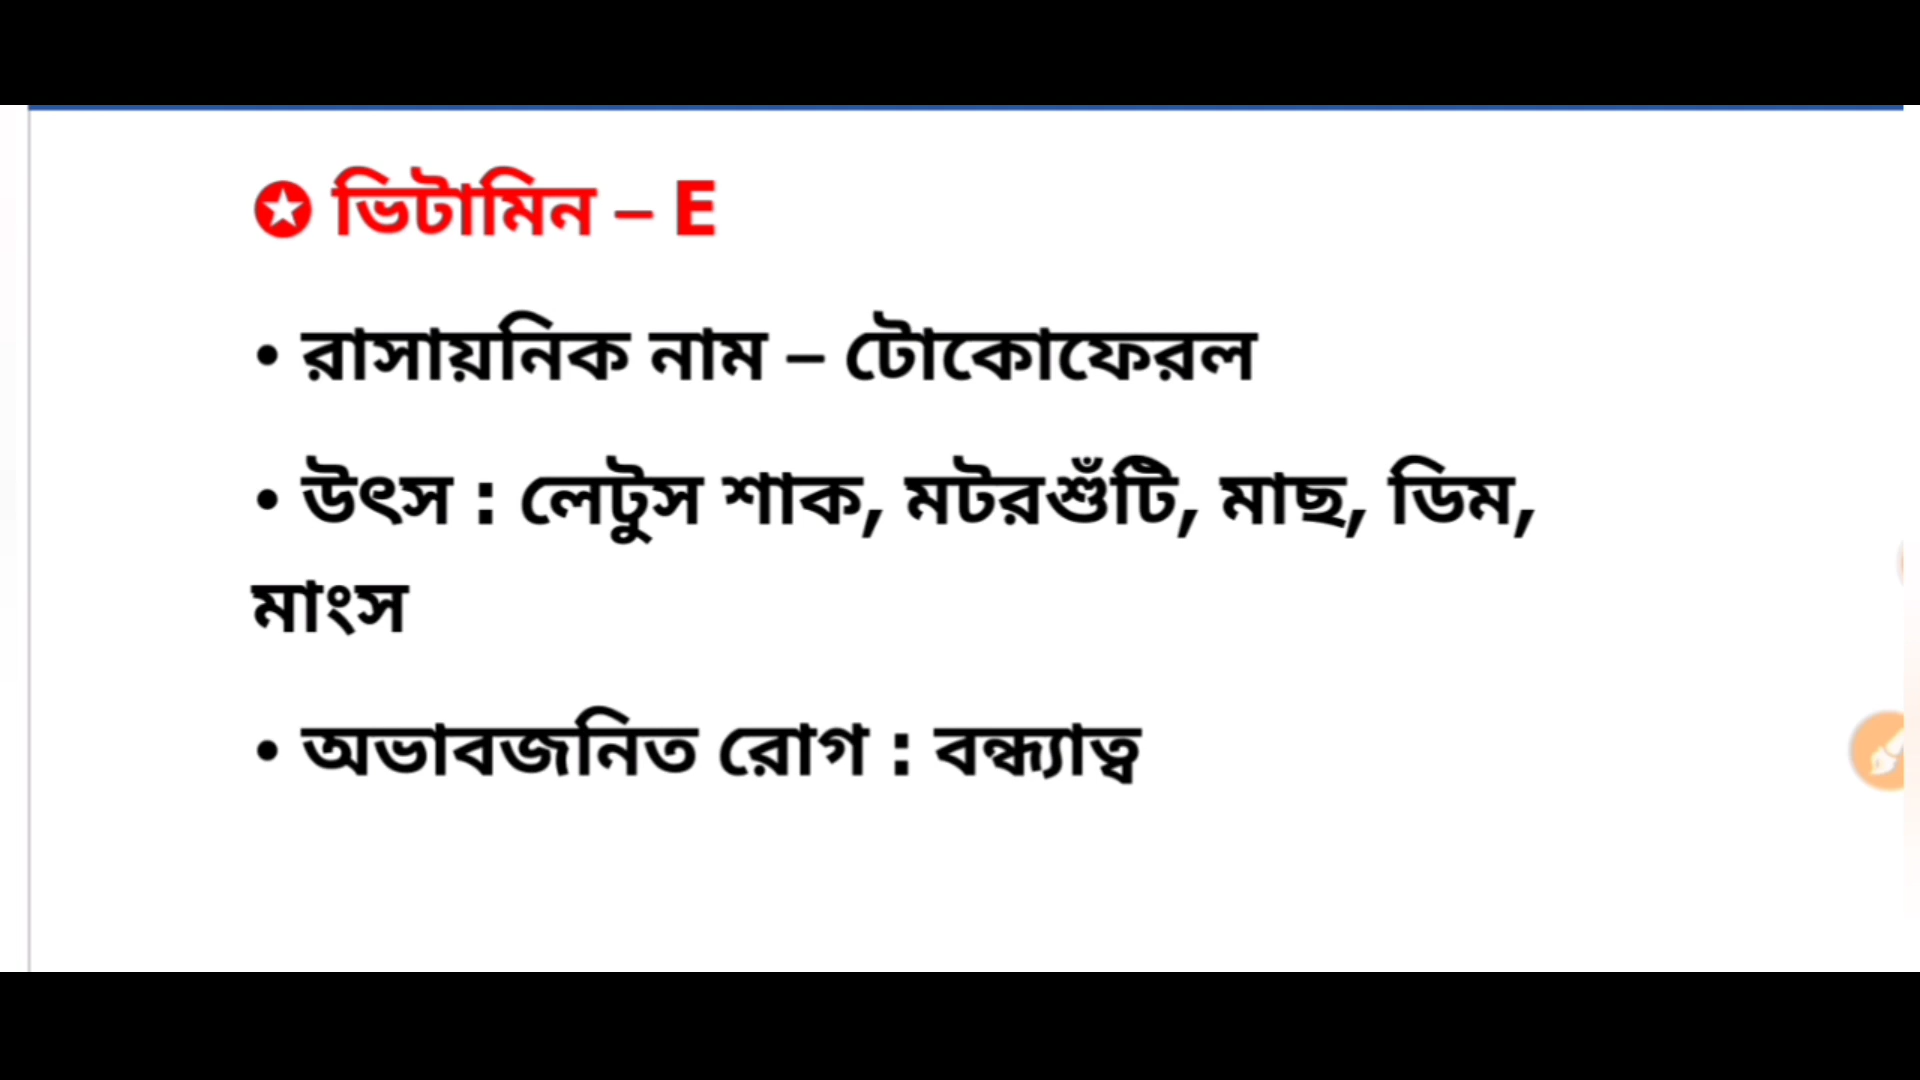 ✪ ভিটামিন – E
• রাসায়নিক নাম – টোকোফেরল
• উৎস : লেটুস শাক, মটরশুঁটি, মাছ, ডিম,
মাংস
• অভাবজনিত রোগ : বন্ধ্যাত্ব